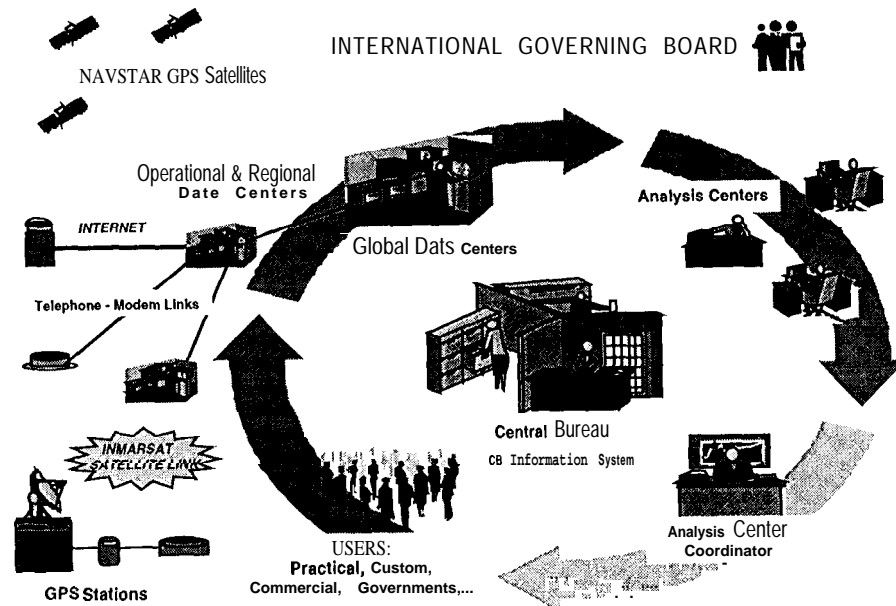 INTERNATIONAL GOVERNING BOARD
NAVSTAR GPS Satellites
Operational & Regional
Date Centers
Analysis Centers
INTERNET
Global Dats Centers
Telephone - Modem Links
Central Bureau
CB Information System
INMARSAT
SATELLITE LINK
Analysis Center
Coordinator
USERS:
Practical, Custom,
Commercial, Governments,...
GPS Stations